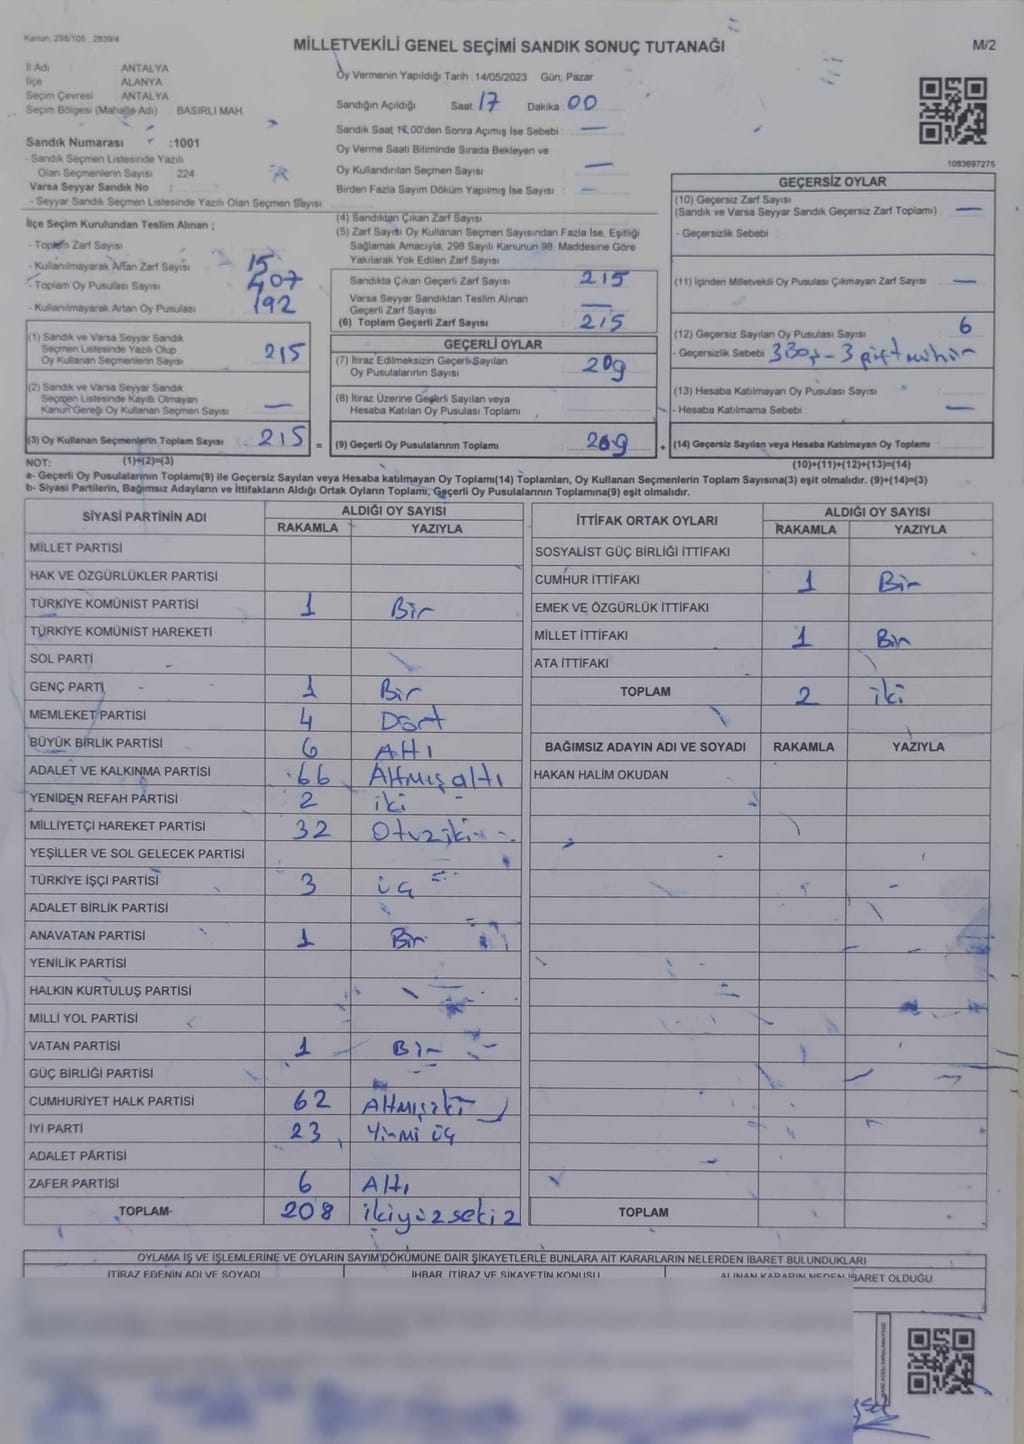 Kanun, 298/105 , 2839/4
MİLLETVEKİLİ GENEL SEÇİMİ SANDIK SONUÇ TUTANAĞI
M/2
İl Adı : ANTALYA
İlçe : ALANYA
Seçim Çevresi : ANTALYA
Seçim Bölgesi (Mahalle Adı) : BASIRLI MAH.
Sandık Numarası :1001
- Sandık Seçmen Listesinde Yazılı
Olan Seçmenlerin Sayısı : 224
Varsa Seyyar Sandık No :
- Seyyar Sandık Seçmen Listesinde Yazılı Olan Seçmen Sayısı:
Oy Vermenin Yapıldığı Tarih :14/05/2023 Gün: Pazar
Sandığın Açıldığı Saat 17 Dakika 00
Sandık Saat 17:00'den Sonra Açımış İse Sebebi : —
Oy Verme Saati Bitiminde Sırada Bekleyen ve
Oy Kullandırılan Seçmen Sayısı : —
Birden Fazla Sayım Döküm Yapılmış İse Sayısı : —
1083697275
İlçe Seçim Kurulundan Teslim Alınan ;
- Toplam Zarf Sayısı :
- Kullanılmayarak Artan Zarf Sayısı : 15
- Toplam Oy Pusulası Sayısı : 407
- Kullanılmayarak Artan Oy Pusulası : 192
(1) Sandık ve Varsa Seyyar Sandık
Seçmen Listesinde Yazılı Olup
Oy Kullanan Seçmenlerin Sayısı : 215
(2) Sandık ve Varsa Seyyar Sandık
Seçmen Listesinde Kayıtlı Olmayan
Kanun Gereği Oy Kullanan Seçmen Sayısı : —
(3) Oy Kullanan Seçmenlerin Toplam Sayısı : 215 =
(4) Sandıktan Çıkan Zarf Sayısı :
(5) Zarf Sayısı Oy Kullanan Seçmen Sayısından Fazla İse, Eşitliği
Sağlamak Amacıyla, 298 Sayılı Kanunun 98. Maddesine Göre
Yakılarak Yok Edilen Zarf Sayısı :
Sandıkta Çıkan Geçerli Zarf Sayısı : 215
Varsa Seyyar Sandıktan Teslim Alınan
Geçerli Zarf Sayısı : —
(6) Toplam Geçerli Zarf Sayısı : 215
GEÇERLİ OYLAR
(7) İtiraz Edilmeksizin Geçerli Sayılan
Oy Pusulalarının Sayısı : 209
(8) İtiraz Üzerine Geçerli Sayılan veya
Hesaba Katılan Oy Pusulası Toplamı :
(9) Geçerli Oy Pusulalarının Toplamı : 209 +
GEÇERSİZ OYLAR
(10) Geçersiz Zarf Sayısı
(Sandık ve Varsa Seyyar Sandık Geçersiz Zarf Toplamı) : —
- Geçersizlik Sebebi :
(11) İçinden Milletvekili Oy Pusulası Çıkmayan Zarf Sayısı : —
(12) Geçersiz Sayılan Oy Pusulası Sayısı : 6
- Geçersizlik Sebebi : 3 Boş - 3 çift mühür
(13) Hesaba Katılmayan Oy Pusulası Sayısı :
- Hesaba Katılmama Sebebi : —
(14) Geçersiz Sayılan veya Hesaba Katılmayan Oy Toplamı :
NOT: (1)+(2)=(3)
(10)+(11)+(12)+(13)=(14)
a- Geçerli Oy Pusulalarının Toplamı(9) ile Geçersiz Sayılan veya Hesaba katılmayan Oy Toplamı(14) Toplamları, Oy Kullanan Seçmenlerin Toplam Sayısına(3) eşit olmalıdır. (9)+(14)=(3)
b- Siyasi Partilerin, Bağımsız Adayların ve İttifakların Aldığı Ortak Oyların Toplamı, Geçerli Oy Pusulalarının Toplamına(9) eşit olmalıdır.
SİYASİ PARTİNİN ADI ALDIĞI OY SAYISI
RAKAMLA YAZIYLA
MİLLET PARTİSİ
HAK VE ÖZGÜRLÜKLER PARTİSİ
TÜRKİYE KOMÜNİST PARTİSİ 1 Bir
TÜRKİYE KOMÜNİST HAREKETİ
SOL PARTİ
GENÇ PARTİ 1 Bir
MEMLEKET PARTİSİ 4 Dört
BÜYÜK BİRLİK PARTİSİ 6 Altı
ADALET VE KALKINMA PARTİSİ 66 Altmışaltı
YENİDEN REFAH PARTİSİ 2 iki
MİLLİYETÇİ HAREKET PARTİSİ 32 Otuziki
YEŞİLLER VE SOL GELECEK PARTİSİ
TÜRKİYE İŞÇİ PARTİSİ 3 üç
ADALET BİRLİK PARTİSİ
ANAVATAN PARTİSİ 1 Bir
YENİLİK PARTİSİ
HALKIN KURTULUŞ PARTİSİ
MİLLİ YOL PARTİSİ
VATAN PARTİSİ 1 Bir
GÜÇ BİRLİĞİ PARTİSİ
CUMHURİYET HALK PARTİSİ 62 Altmışiki
İYİ PARTİ 23 Yirmi üç
ADALET PARTİSİ
ZAFER PARTİSİ 6 Altı
TOPLAM 208 ikiyüzsekiz
İTTİFAK ORTAK OYLARI ALDIĞI OY SAYISI
RAKAMLA YAZIYLA
SOSYALİST GÜÇ BİRLİĞİ İTTİFAKI
CUMHUR İTTİFAKI 1 Bir
EMEK VE ÖZGÜRLÜK İTTİFAKI
MİLLET İTTİFAKI 1 Bir
ATA İTTİFAKI
TOPLAM 2 iki
BAĞIMSIZ ADAYIN ADI VE SOYADI RAKAMLA YAZIYLA
HAKAN HALİM OKUDAN
TOPLAM
OYLAMA İŞ VE İŞLEMLERİNE VE OYLARIN SAYIM DÖKÜMÜNE DAİR ŞİKAYETLERLE BUNLARA AİT KARARLARIN NELERDEN İBARET BULUNDUKLARI
İTİRAZ EDENİN ADI VE SOYADI İHBAR, İTİRAZ VE ŞİKAYETİN KONUSU ALINAN KARARIN NEDEN İBARET OLDUĞU